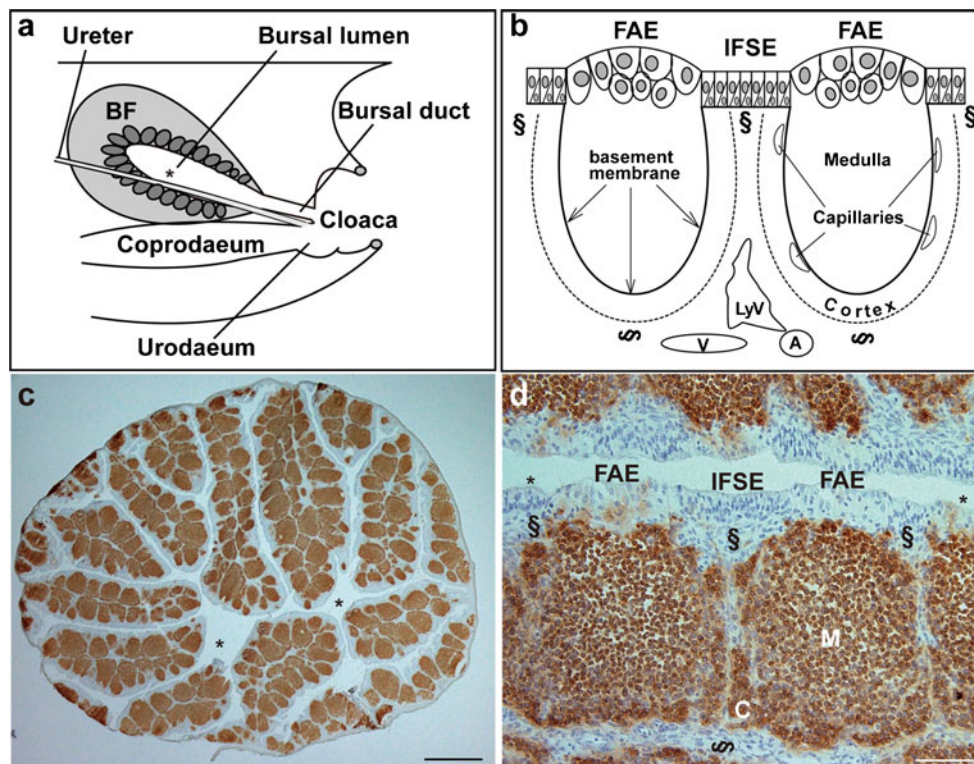 a
Ureter
Bursal lumen
BF
Bursal duct
*
Cloaca
Coprodaeum
Urodaeum
b
FAE
IFSE
FAE
§
§
§
basement
membrane
Medulla
Capillaries
Cortex
LyV
V
A
§
§
c
*
*
d
FAE
IFSE
FAE
*
*
§
§
§
M
C
§